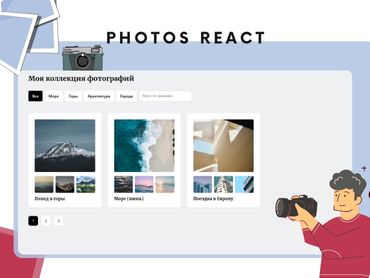 PHOTOS REACT
Моя коллекция фотографий
Все Море Горы Архитектура Города Поиск по названию
Поход в горы Море (июнь) Поездка в Европу
1 2 3